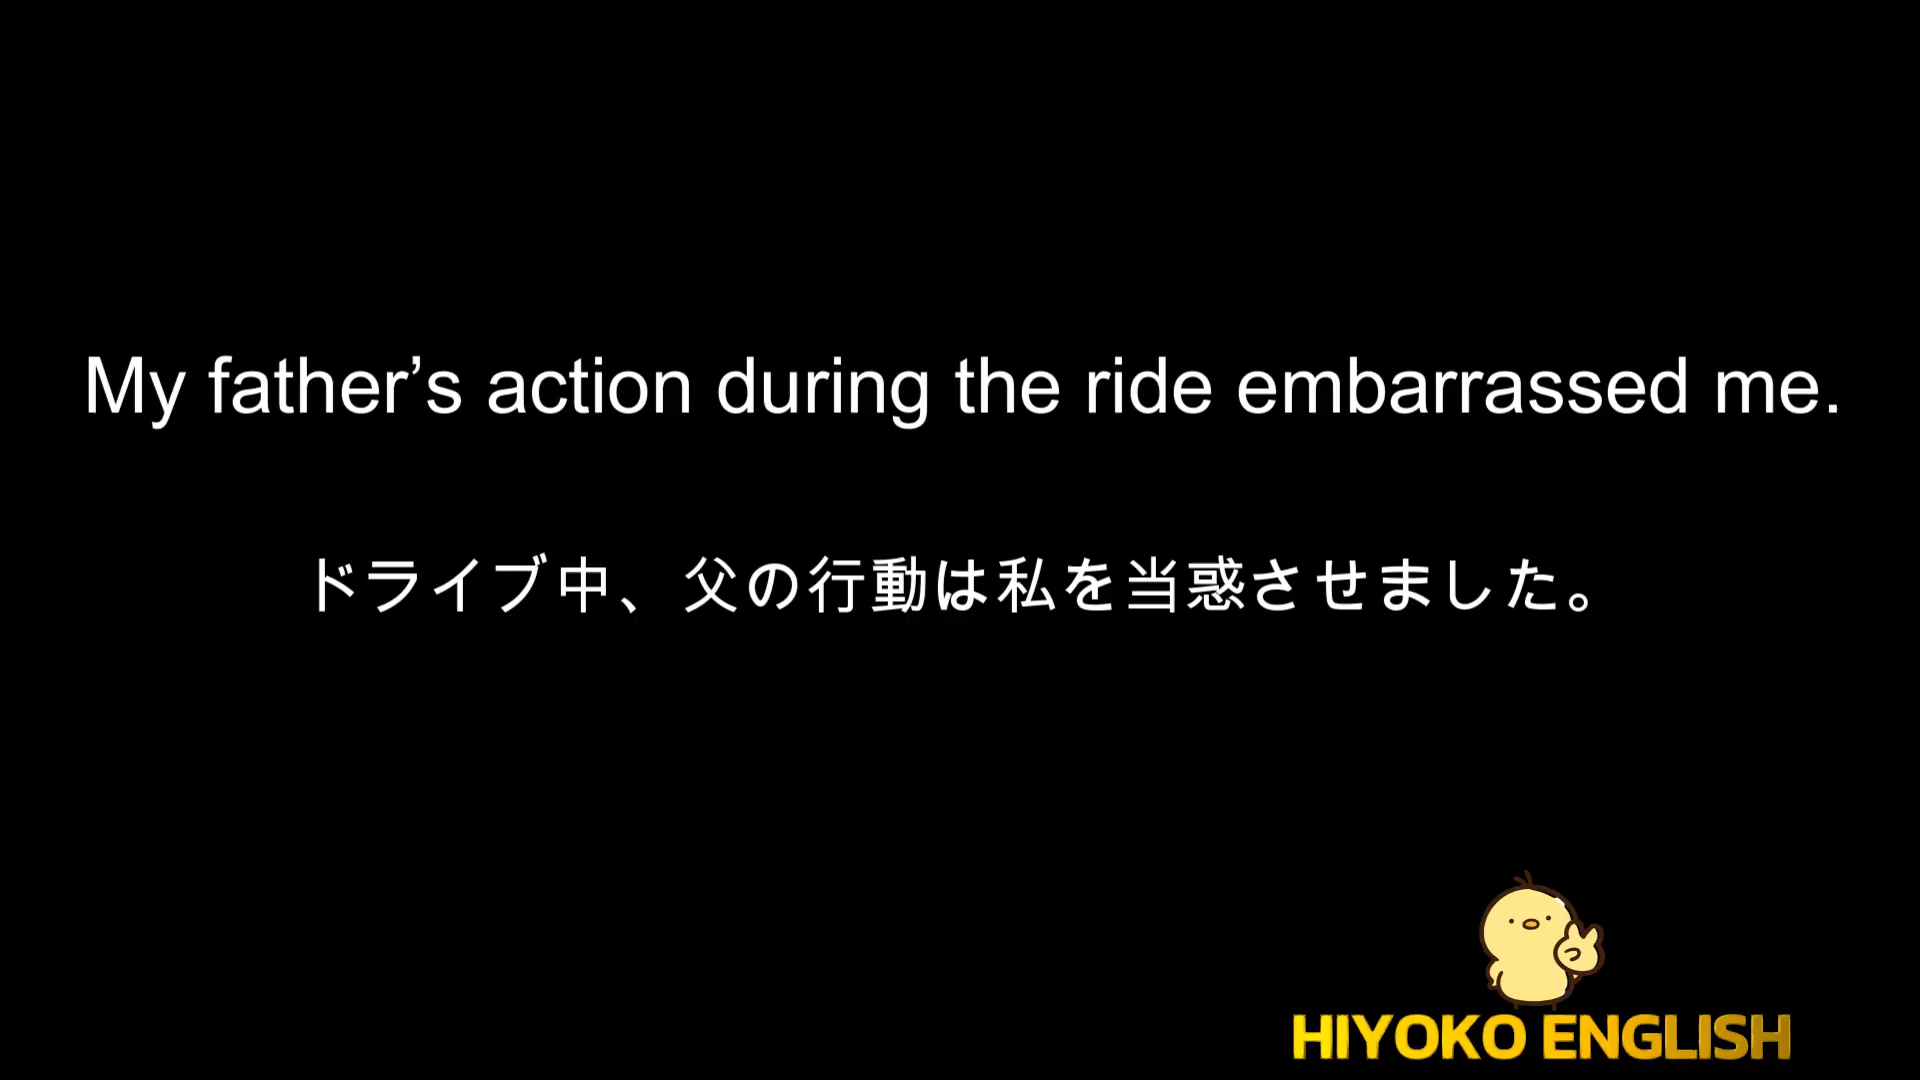 My father’s action during the ride embarrassed me.
ドライブ中、父の行動は私を当惑させました。
HIYOKO ENGLISH